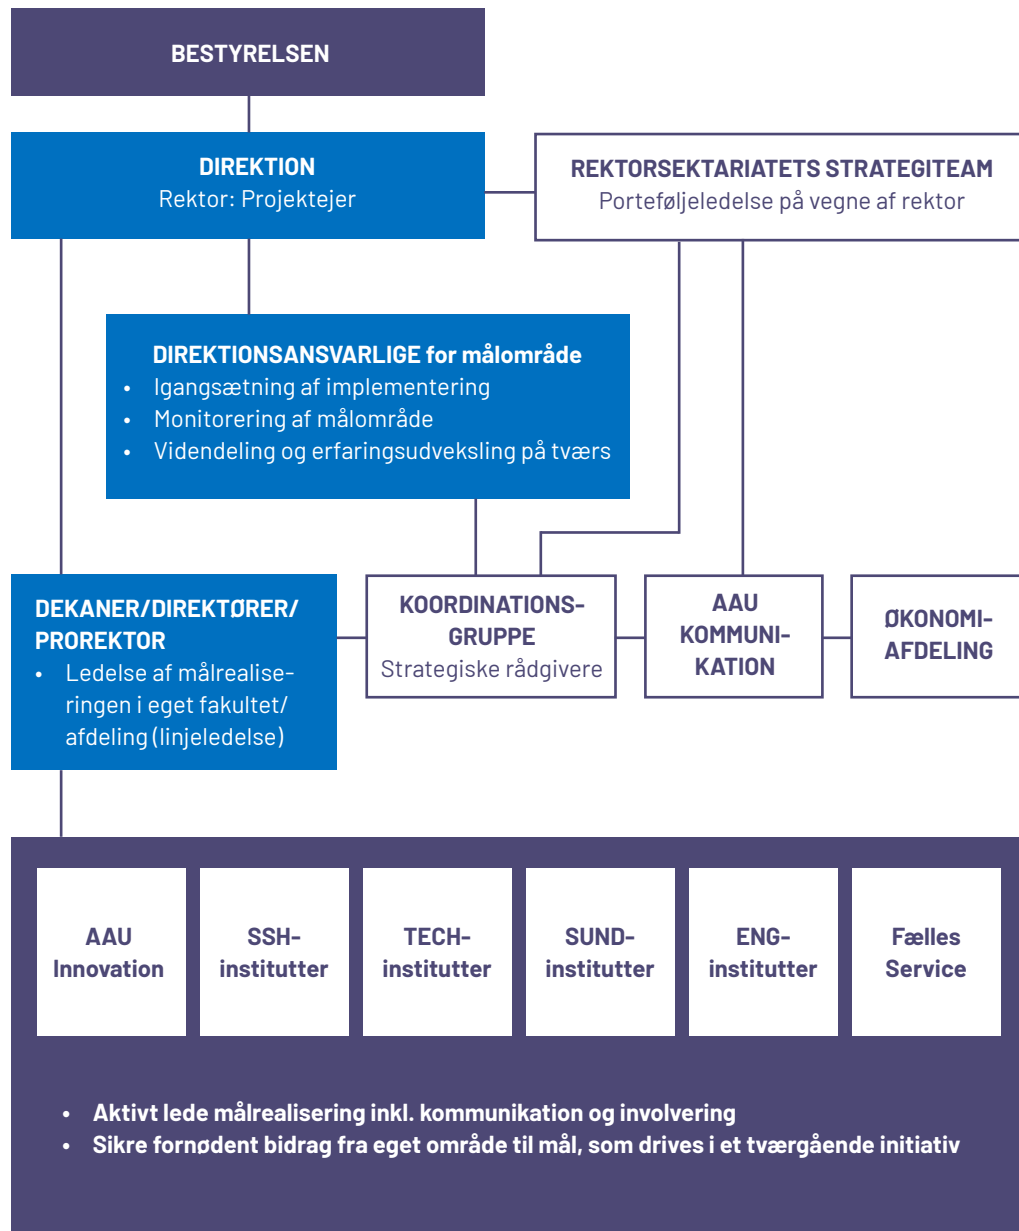 BESTYRELSEN
DIREKTION
Rektor: Projektejer
REKTORSEKTARIATETS STRATEGITEAM
Porteføljeledelse på vegne af rektor
DIREKTIONSANSVARLIGE for målområde
• Igangsætning af implementering
• Monitorering af målområde
• Videndeling og erfaringsudveksling på tværs
DEKANER/DIREKTØRER/
PROREKTOR
• Ledelse af målrealise-
ringen i eget fakultet/
afdeling (linjeledelse)
KOORDINATIONS-
GRUPPE
Strategiske rådgivere
AAU
KOMMUNI-
KATION
ØKONOMI-
AFDELING
AAU
Innovation
SSH-
institutter
TECH-
institutter
SUND-
institutter
ENG-
institutter
Fælles
Service
• Aktivt lede målrealisering inkl. kommunikation og involvering
• Sikre fornødent bidrag fra eget område til mål, som drives i et tværgående initiativ